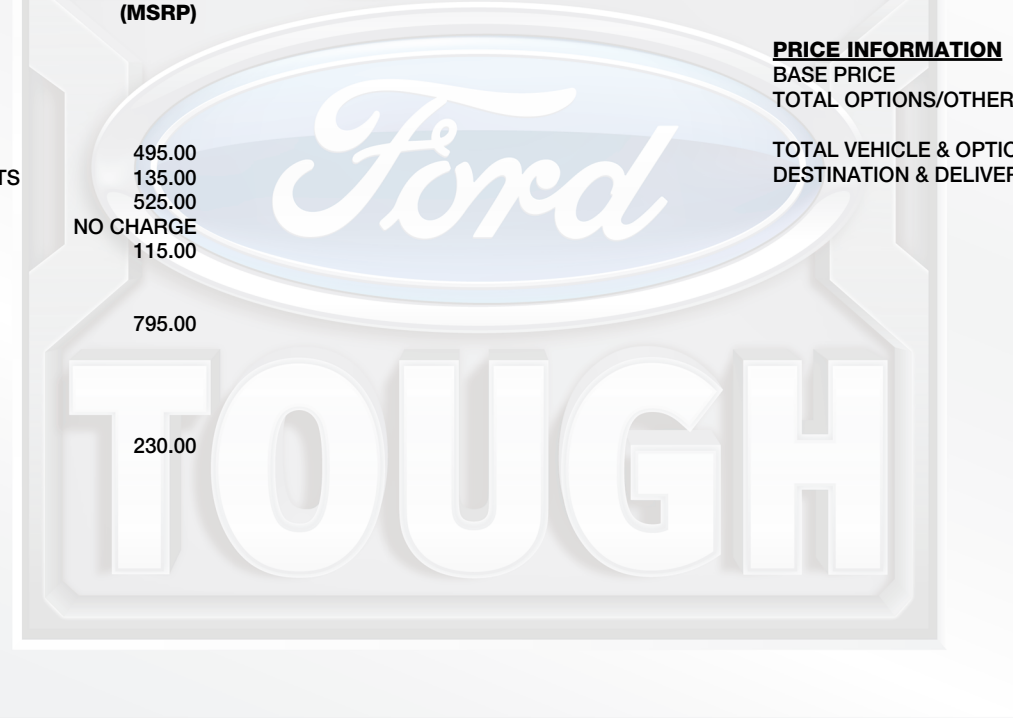 (MSRP)
495.00
TS 135.00
525.00
NO CHARGE
115.00
795.00
230.00
PRICE INFORMATION
BASE PRICE
TOTAL OPTIONS/OTHER
TOTAL VEHICLE & OPTIO
DESTINATION & DELIVER
Ford
TOUGH